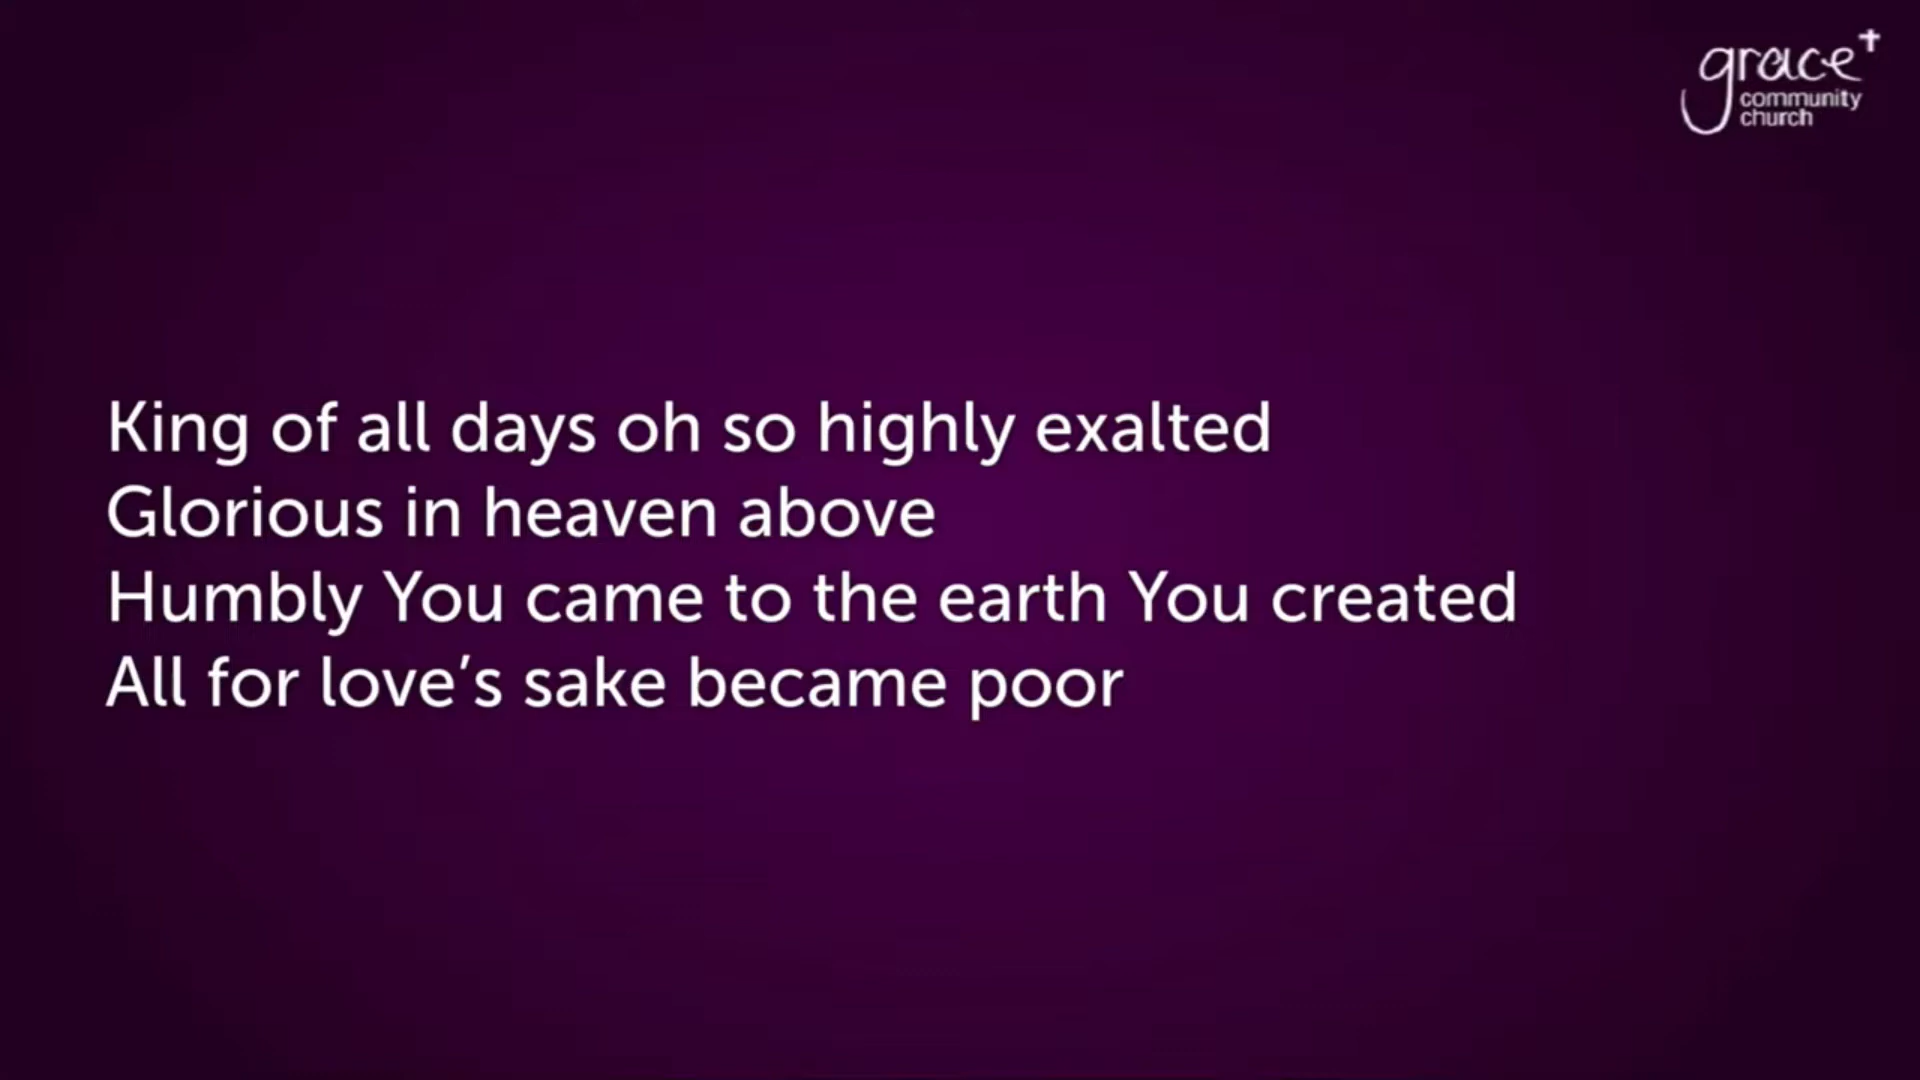 grace
community
church
King of all days oh so highly exalted
Glorious in heaven above
Humbly You came to the earth You created
All for love’s sake became poor